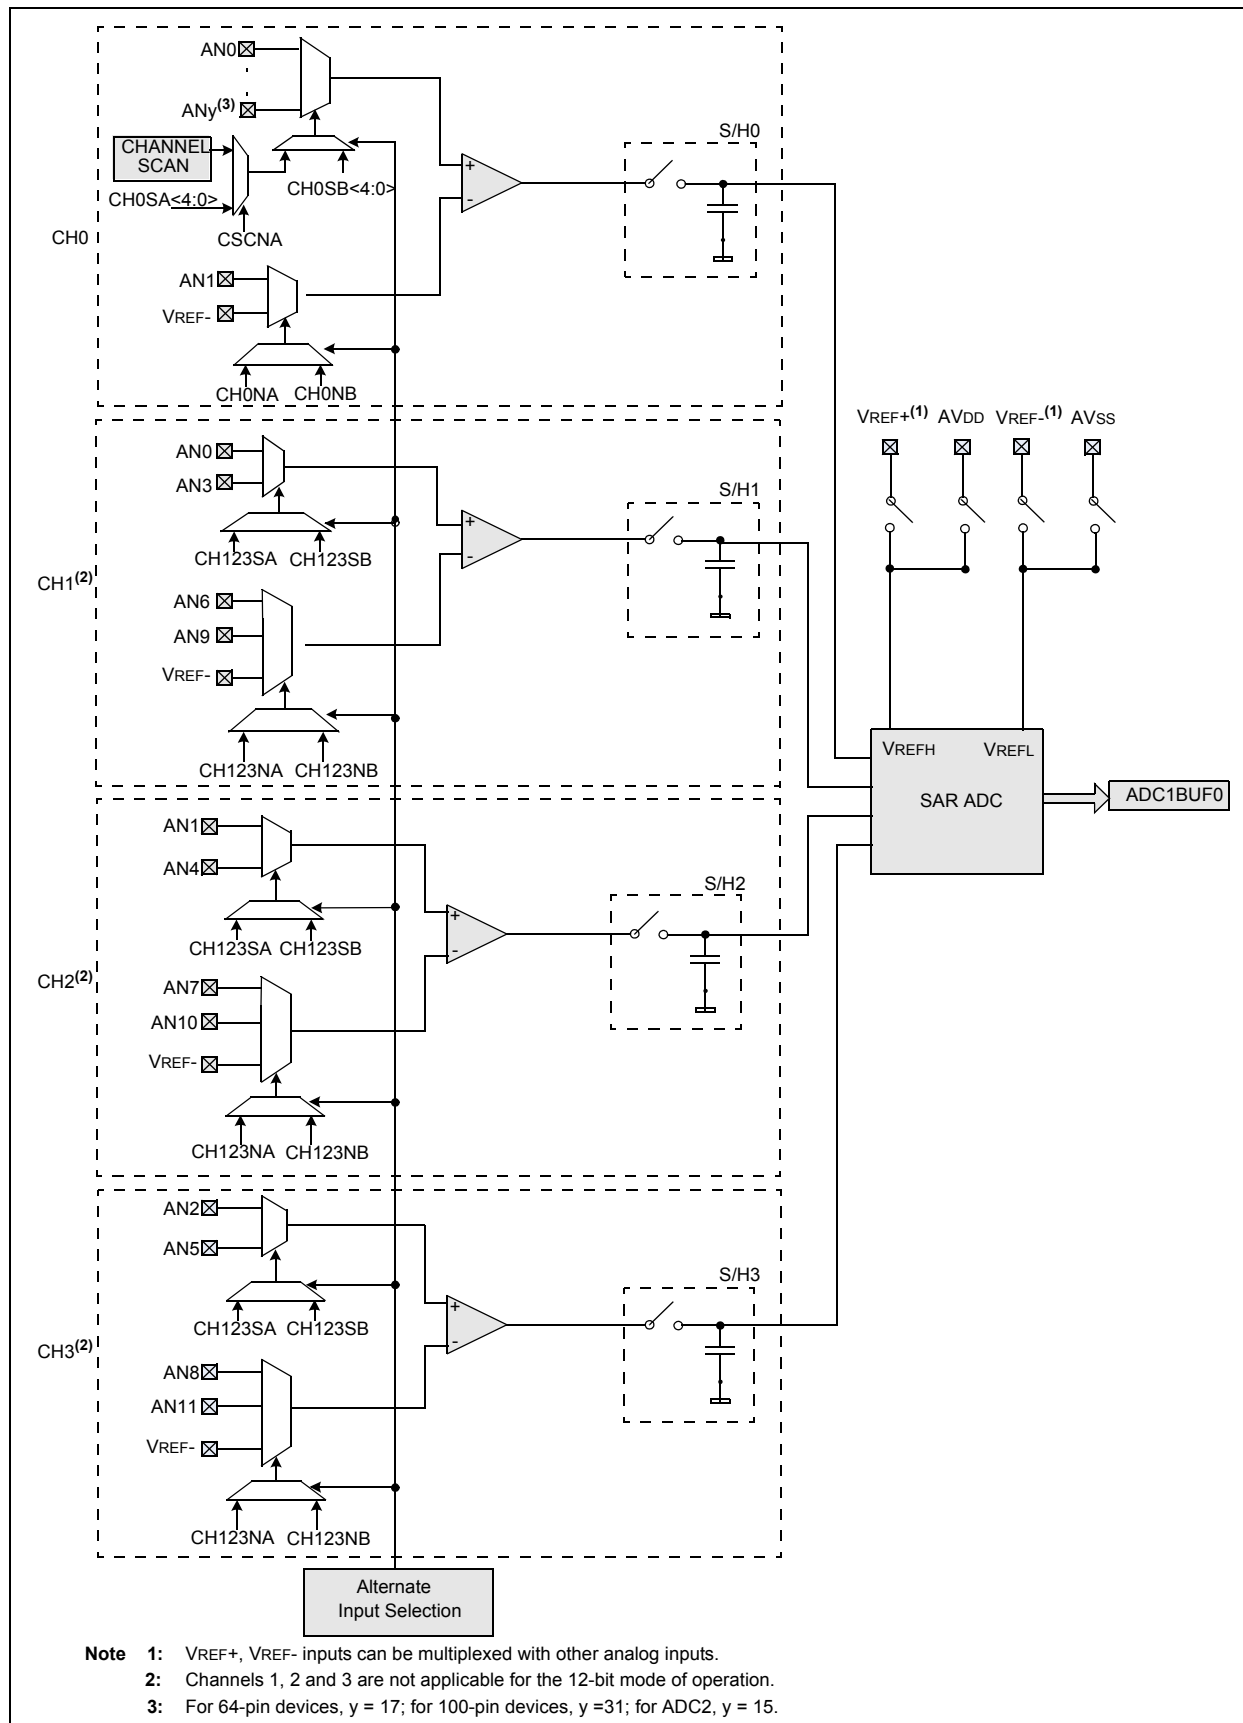 AN0
ANy(3)
CHANNEL
SCAN
CH0SA<4:0>
CH0SB<4:0>
CSCNA
CH0
AN1
VREF-
CH0NA CH0NB
+
-
S/H0
AN0
AN3
CH123SA CH123SB
CH1(2)
AN6
AN9
VREF-
CH123NA CH123NB
+
-
S/H1
VREF+(1) AVDD VREF-(1) AVSS
VREFH VREFL
SAR ADC
ADC1BUF0
AN1
AN4
CH123SA CH123SB
CH2(2)
AN7
AN10
VREF-
CH123NA CH123NB
+
-
S/H2
AN2
AN5
CH123SA CH123SB
CH3(2)
AN8
AN11
VREF-
CH123NA CH123NB
+
-
S/H3
Alternate
Input Selection
Note 1: VREF+, VREF- inputs can be multiplexed with other analog inputs.
2: Channels 1, 2 and 3 are not applicable for the 12-bit mode of operation.
3: For 64-pin devices, y = 17; for 100-pin devices, y =31; for ADC2, y = 15.